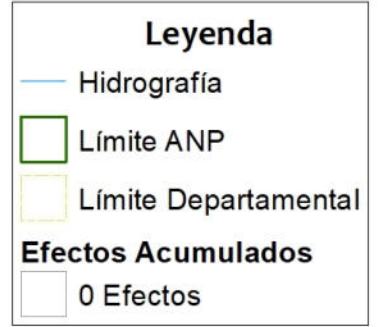 Leyenda
Hidrografía
Límite ANP
Límite Departamental
Efectos Acumulados
0 Efectos